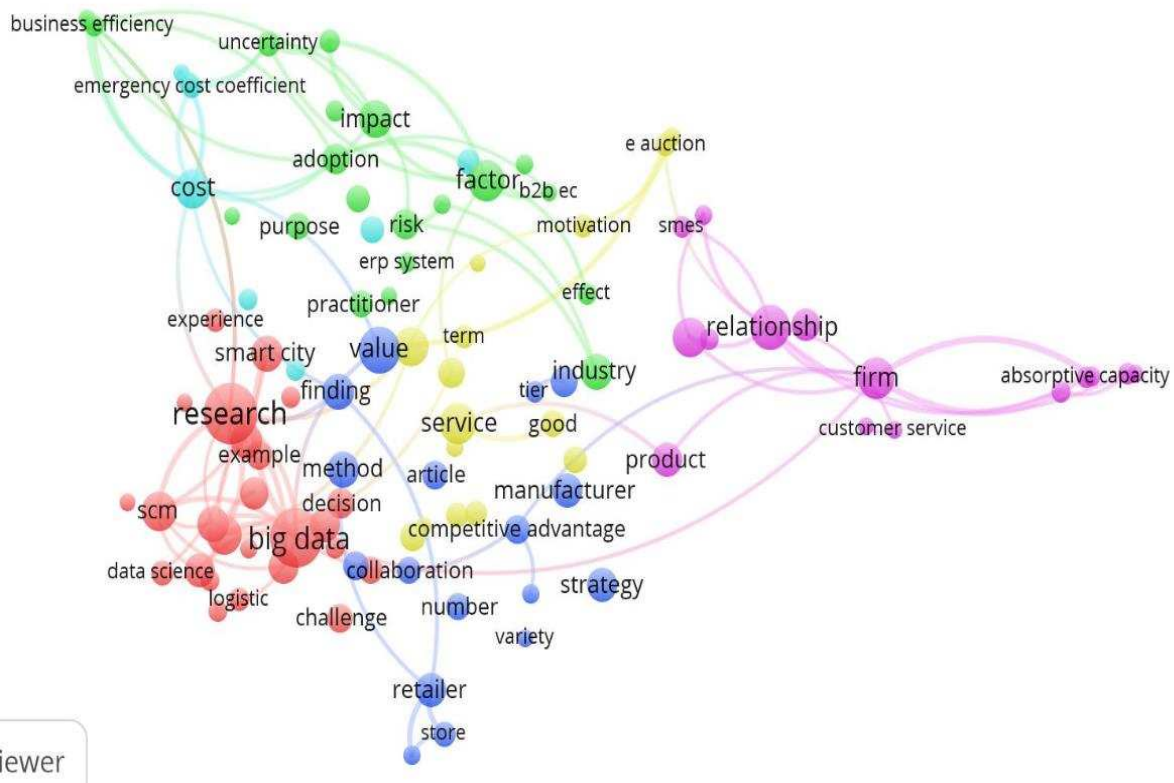 business efficiency
uncertainty
emergency cost coefficient
impact
e auction
adoption
cost
factor
b2b ec
purpose
risk
motivation
smes
erp system
effect
practitioner
experience
relationship
term
smart city
value
industry
firm
absorptive capacity
finding
tier
research
service
good
customer service
example
method
article
product
manufacturer
decision
scm
big data
competitive advantage
data science
collaboration
strategy
logistic
number
challenge
variety
retailer
store
iewer